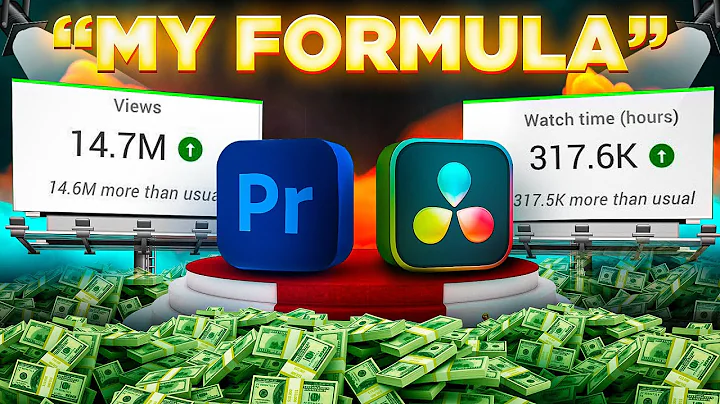 “MY FORMULA”
Views
14.7M
14.6M more than usual
Pr
Watch time (hours)
317.6K
317.5K more than usual